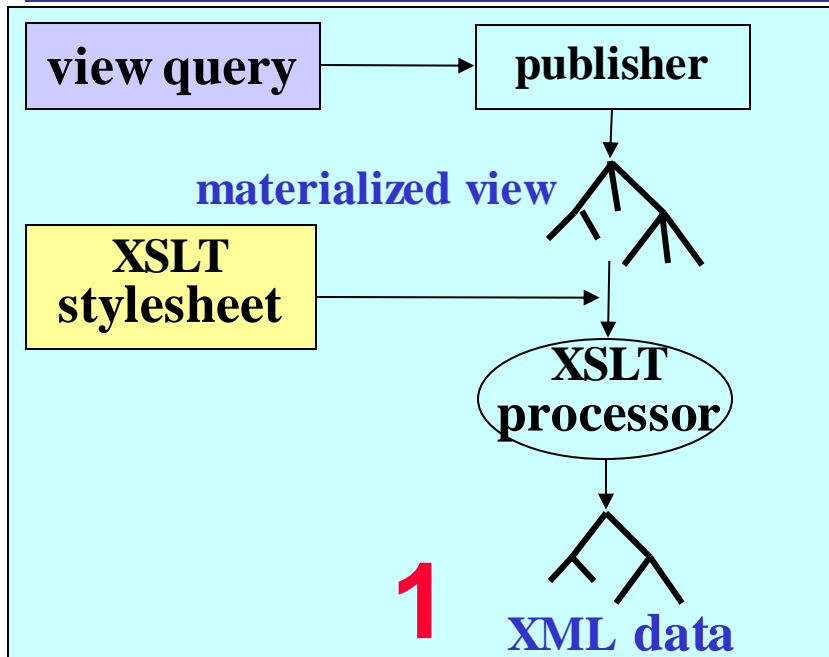 view query
publisher
materialized view
XSLT
stylesheet
XSLT
processor
1
XML data